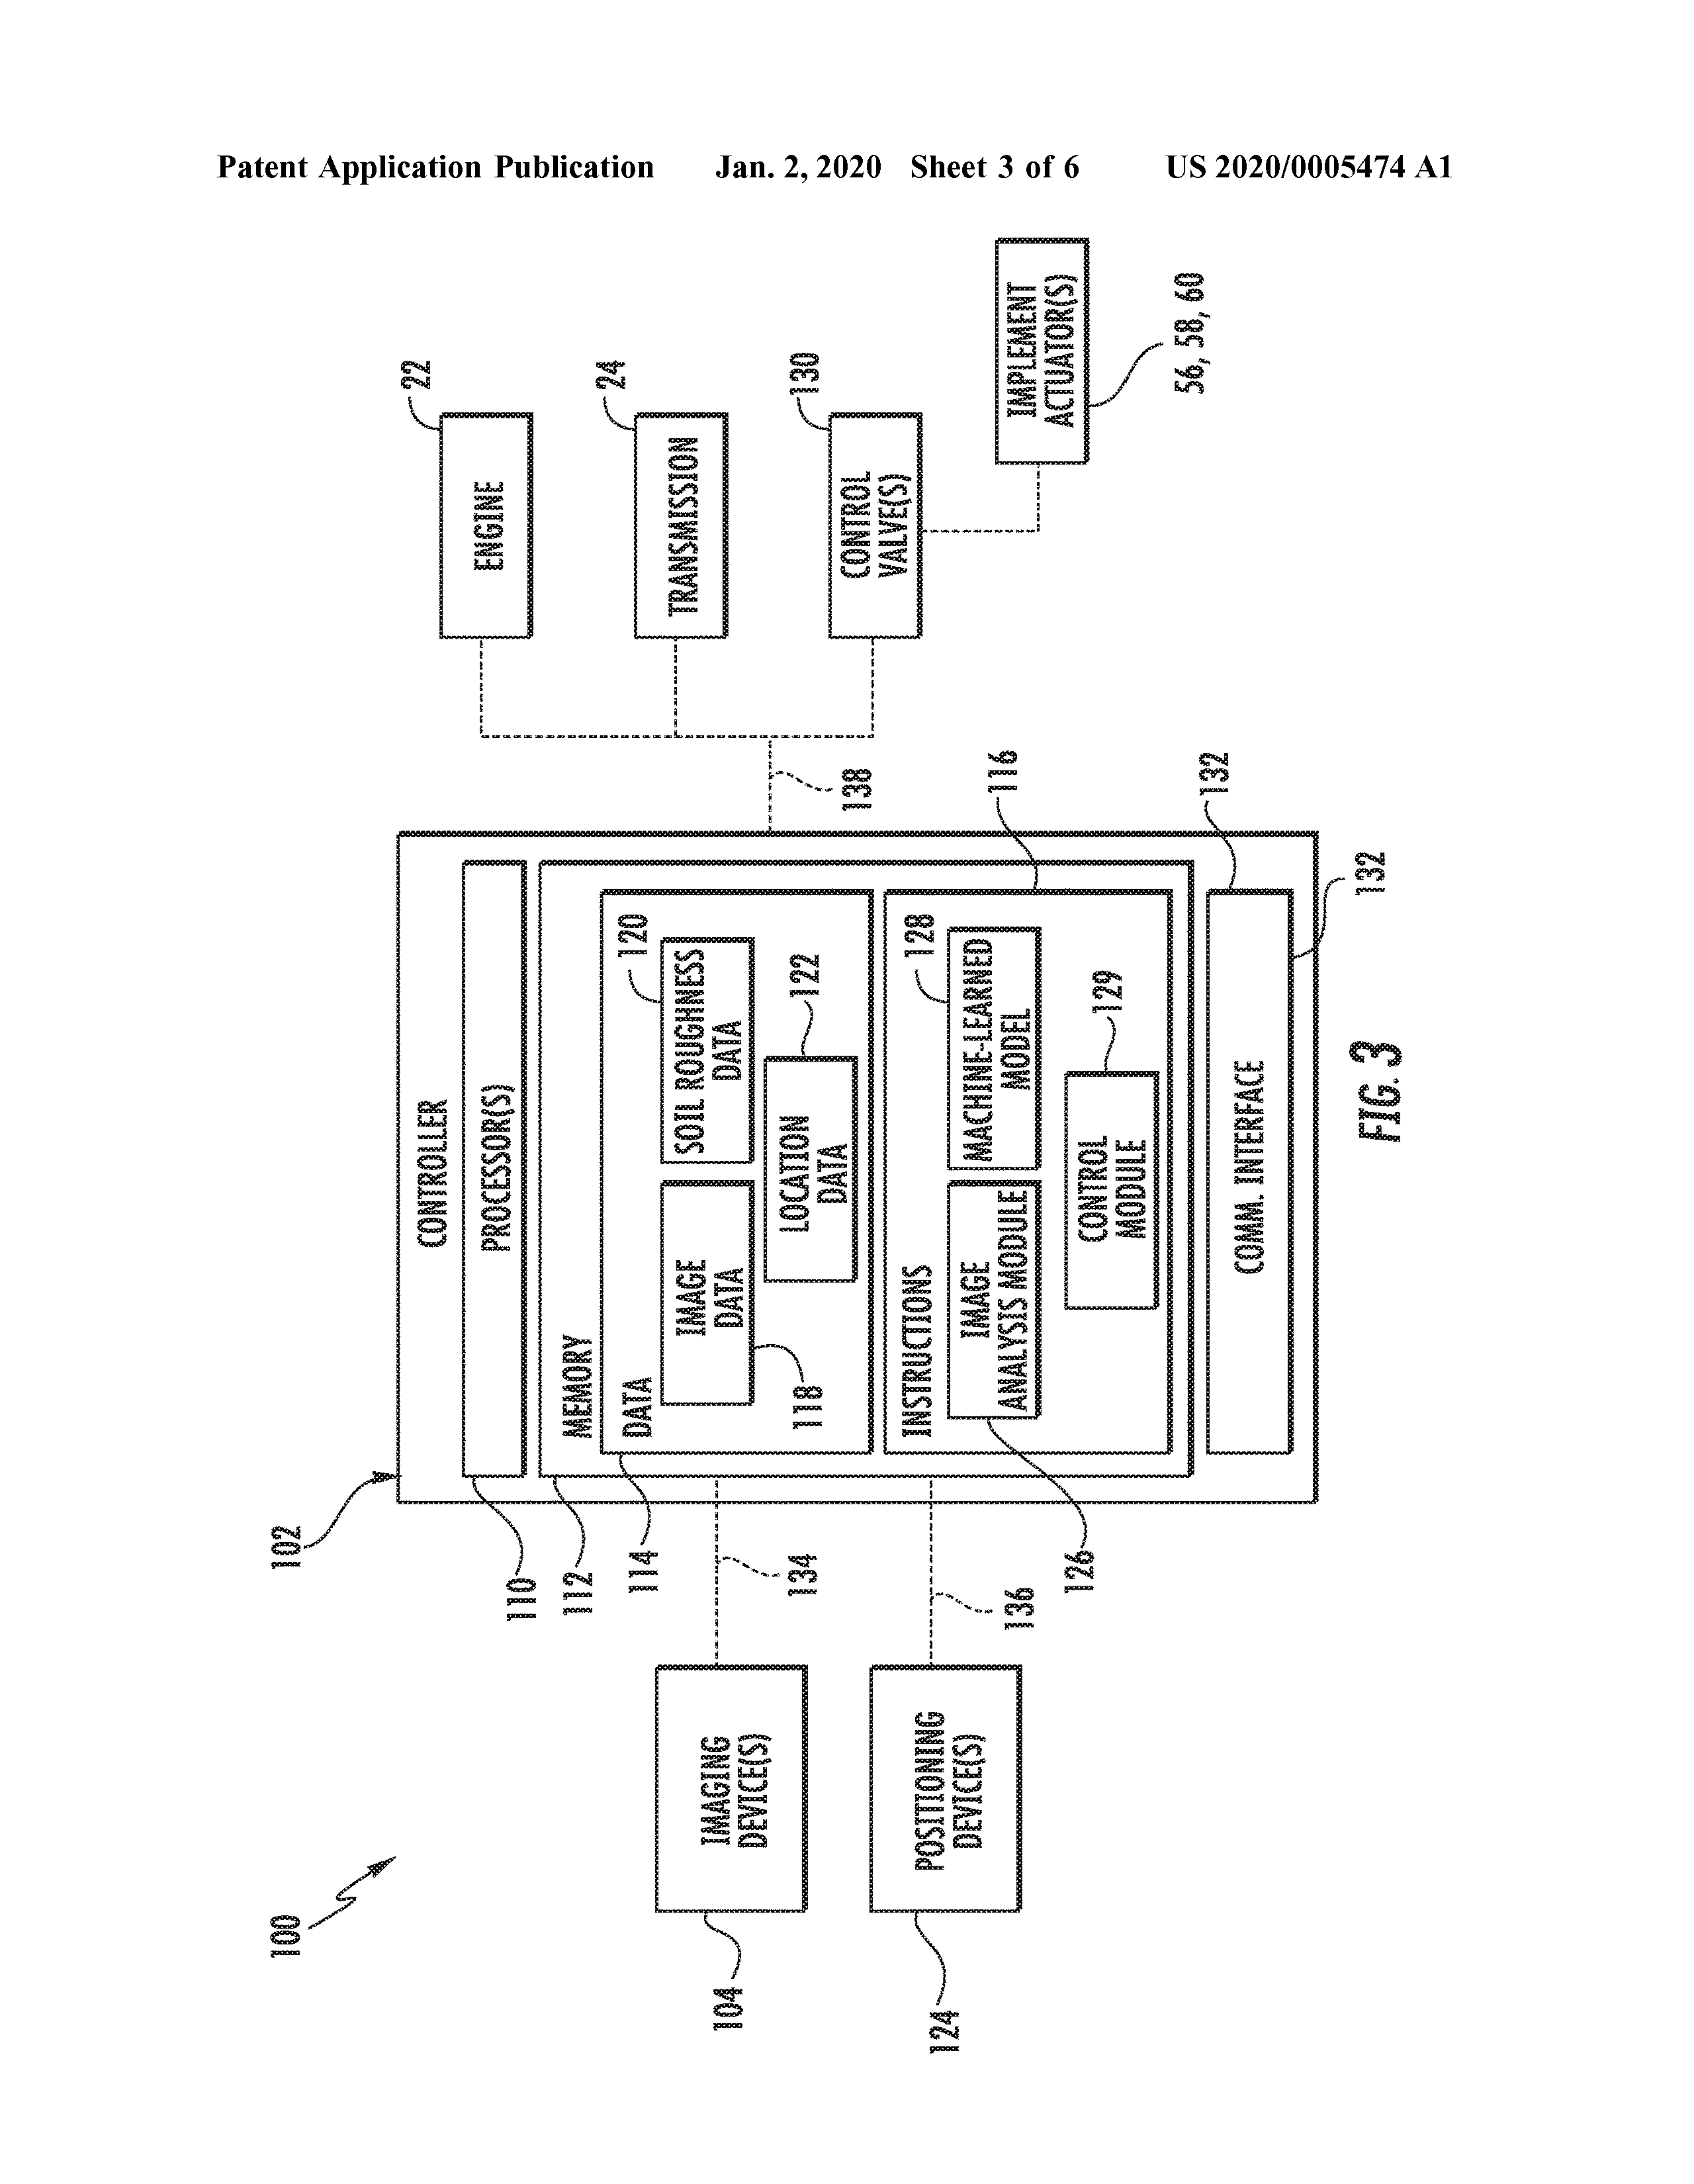 Patent Application Publication Jan. 2, 2020 Sheet 3 of 6 US 2020/0005474 A1
100
102
CONTROLLER
110
PROCESSOR(S)
112
MEMORY
114
DATA
118
IMAGE
DATA
120
SOIL ROUGHNESS
DATA
122
LOCATION
DATA
116
INSTRUCTIONS
126
IMAGE
ANALYSIS MODULE
128
MACHINE-LEARNED
MODEL
129
CONTROL
MODULE
132
COMM. INTERFACE
132
104
IMAGING
DEVICE(S)
134
124
POSITIONING
DEVICE(S)
136
138
22
ENGINE
24
TRANSMISSION
130
CONTROL
VALVE(S)
IMPLEMENT
ACTUATOR(S)
56, 58, 60
FIG. 3